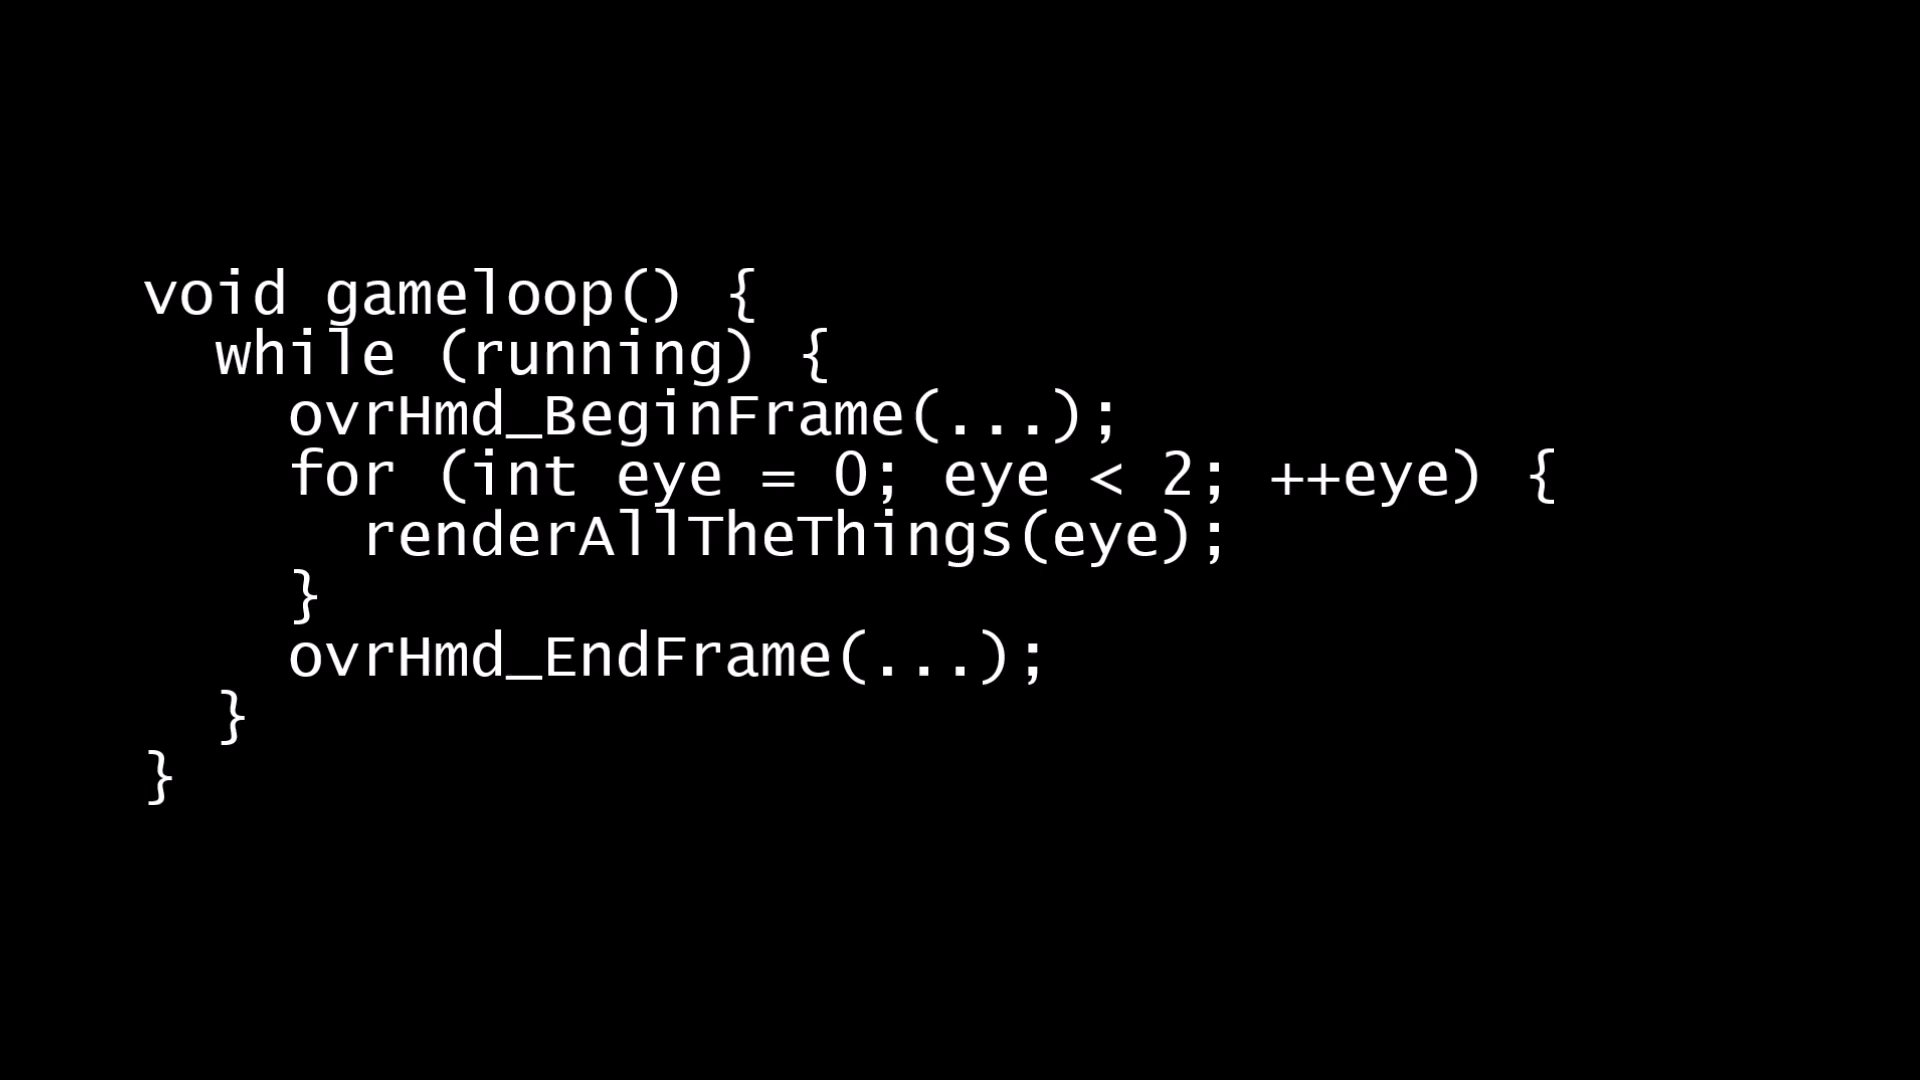 void gameloop() {
  while (running) {
    ovrHmd_BeginFrame(...);
    for (int eye = 0; eye < 2; ++eye) {
      renderAllTheThings(eye);
    }
    ovrHmd_EndFrame(...);
  }
}